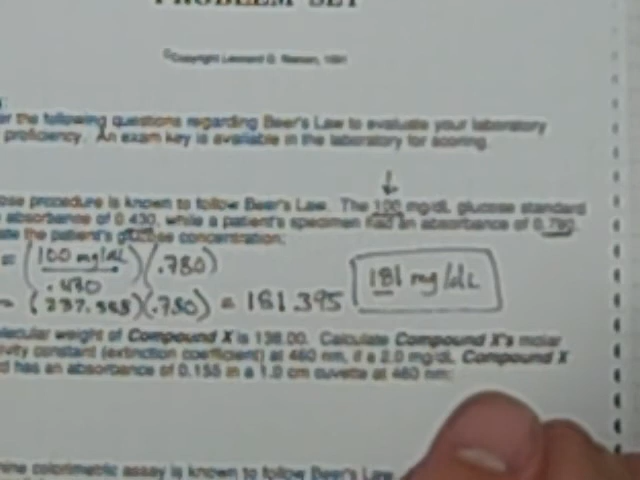 PROBLEM SET
©Copyright Leonard G. 1991
the following questions regarding Beer's Law to evaluate your laboratory
proficiency. An exam key is available in the laboratory for scoring.
ose procedure is known to follow Beer's Law. The 100 mg/dL glucose standard
absorbance of 0.430, while a patient's specimen had an absorbance of 0.780.
ate the patient's glucose concentration:
= (100 mg/dL / .430)(.780)
(.780) = 181.395 181 mg/dL
lecular weight of Compound X is 138.00. Calculate Compound X's molar
ivity constant (extinction coefficient) at 460 nm, if a 2.0 mg/dL Compound X
has an absorbance of 0.155 in a 1.0 cm cuvette at 460 nm:
nine colorimetric assay is known to follow Beer's Law.